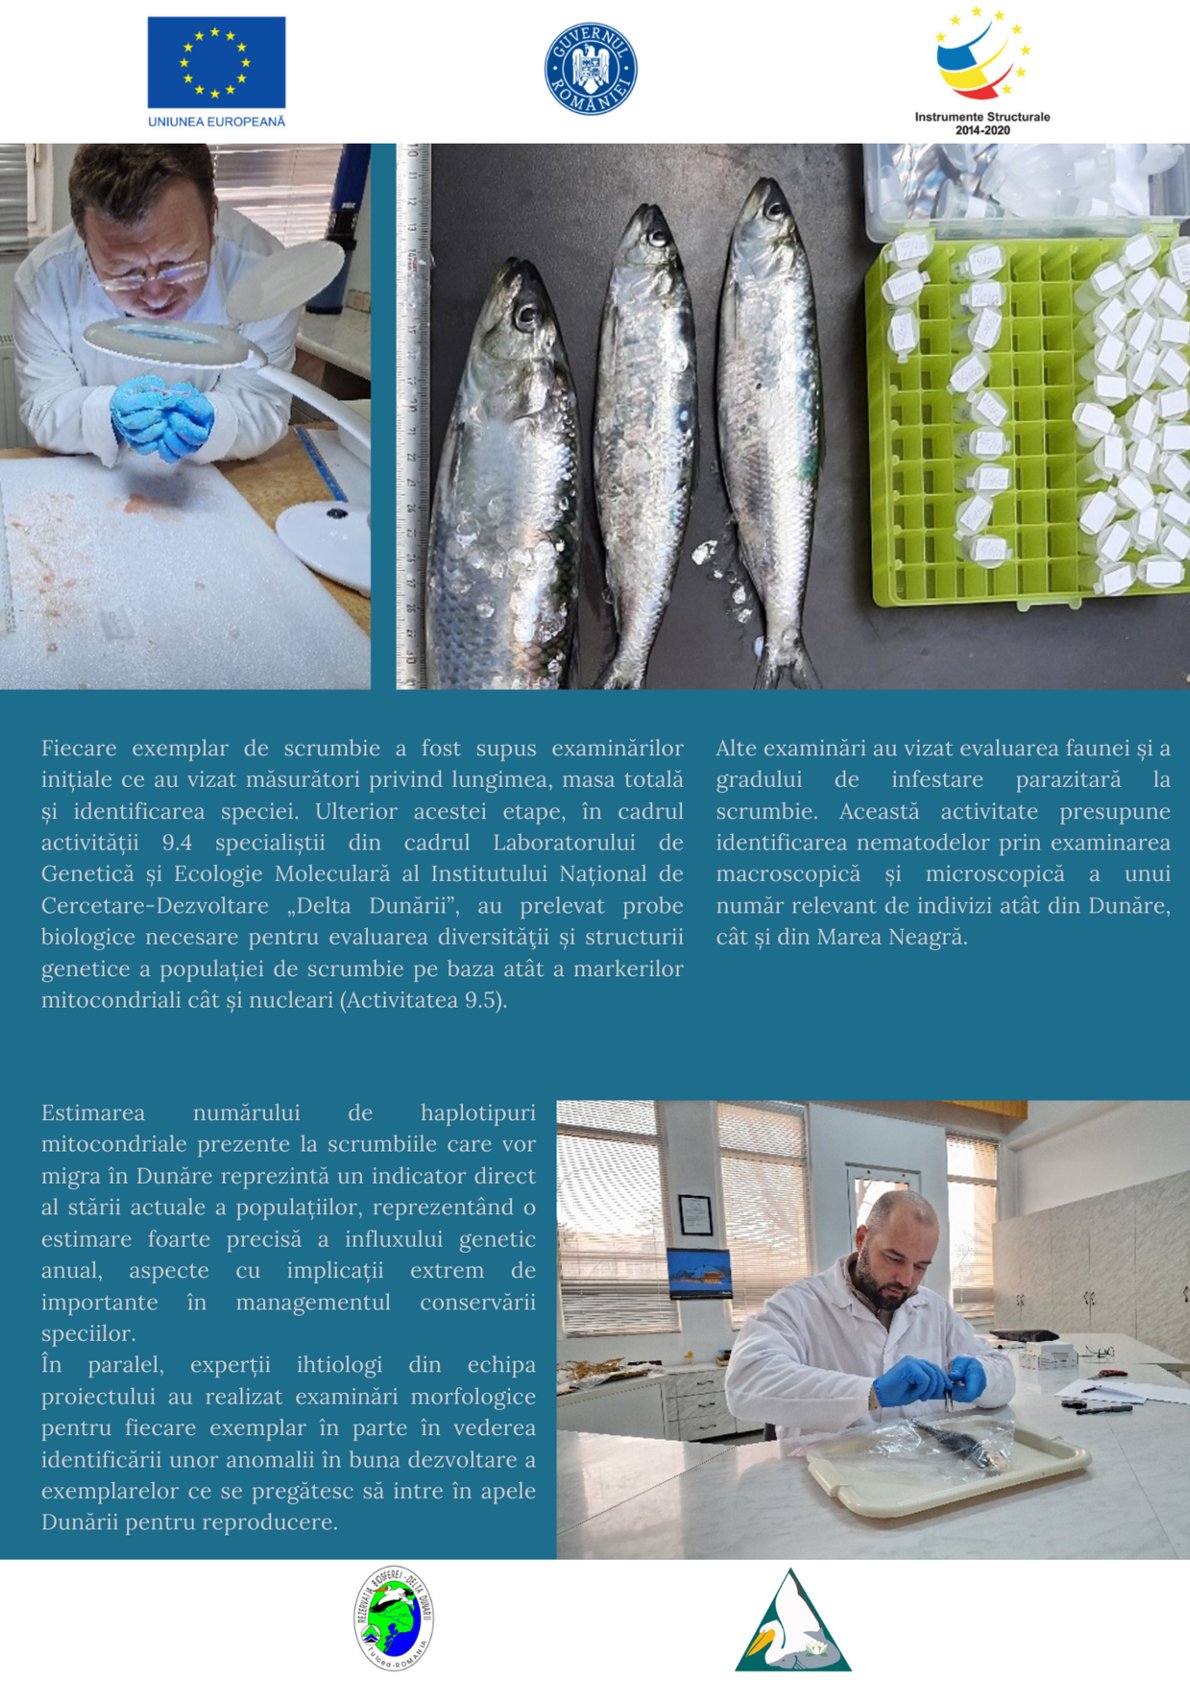 UNIUNEA EUROPEANĂ
GUVERNUL ROMÂNIEI
Instrumente Structurale
2014-2020
Fiecare exemplar de scrumbie a fost supus examinărilor
inițiale ce au vizat măsurători privind lungimea, masa totală
și identificarea speciei. Ulterior acestei etape, în cadrul
activității 9.4 specialiștii din cadrul Laboratorului de
Genetică și Ecologie Moleculară al Institutului Național de
Cercetare-Dezvoltare „Delta Dunării”, au prelevat probe
biologice necesare pentru evaluarea diversităţii și structurii
genetice a populației de scrumbie pe baza atât a markerilor
mitocondriali cât și nucleari (Activitatea 9.5).
Alte examinări au vizat evaluarea faunei și a
gradului de infestare parazitară la
scrumbie. Această activitate presupune
identificarea nematodelor prin examinarea
macroscopică și microscopică a unui
număr relevant de indivizi atât din Dunăre,
cât și din Marea Neagră.
Estimarea numărului de haplotipuri
mitocondriale prezente la scrumbiile care vor
migra în Dunăre reprezintă un indicator direct
al stării actuale a populațiilor, reprezentând o
estimare foarte precisă a influxului genetic
anual, aspecte cu implicații extrem de
importante în managementul conservării
speciilor.
În paralel, experții ihtiologi din echipa
proiectului au realizat examinări morfologice
pentru fiecare exemplar în parte în vederea
identificării unor anomalii în buna dezvoltare a
exemplarelor ce se pregătesc să intre în apele
Dunării pentru reproducere.
REZERVAȚIA BIOSFEREI - DELTA DUNĂRII
Tulcea-ROMANIA